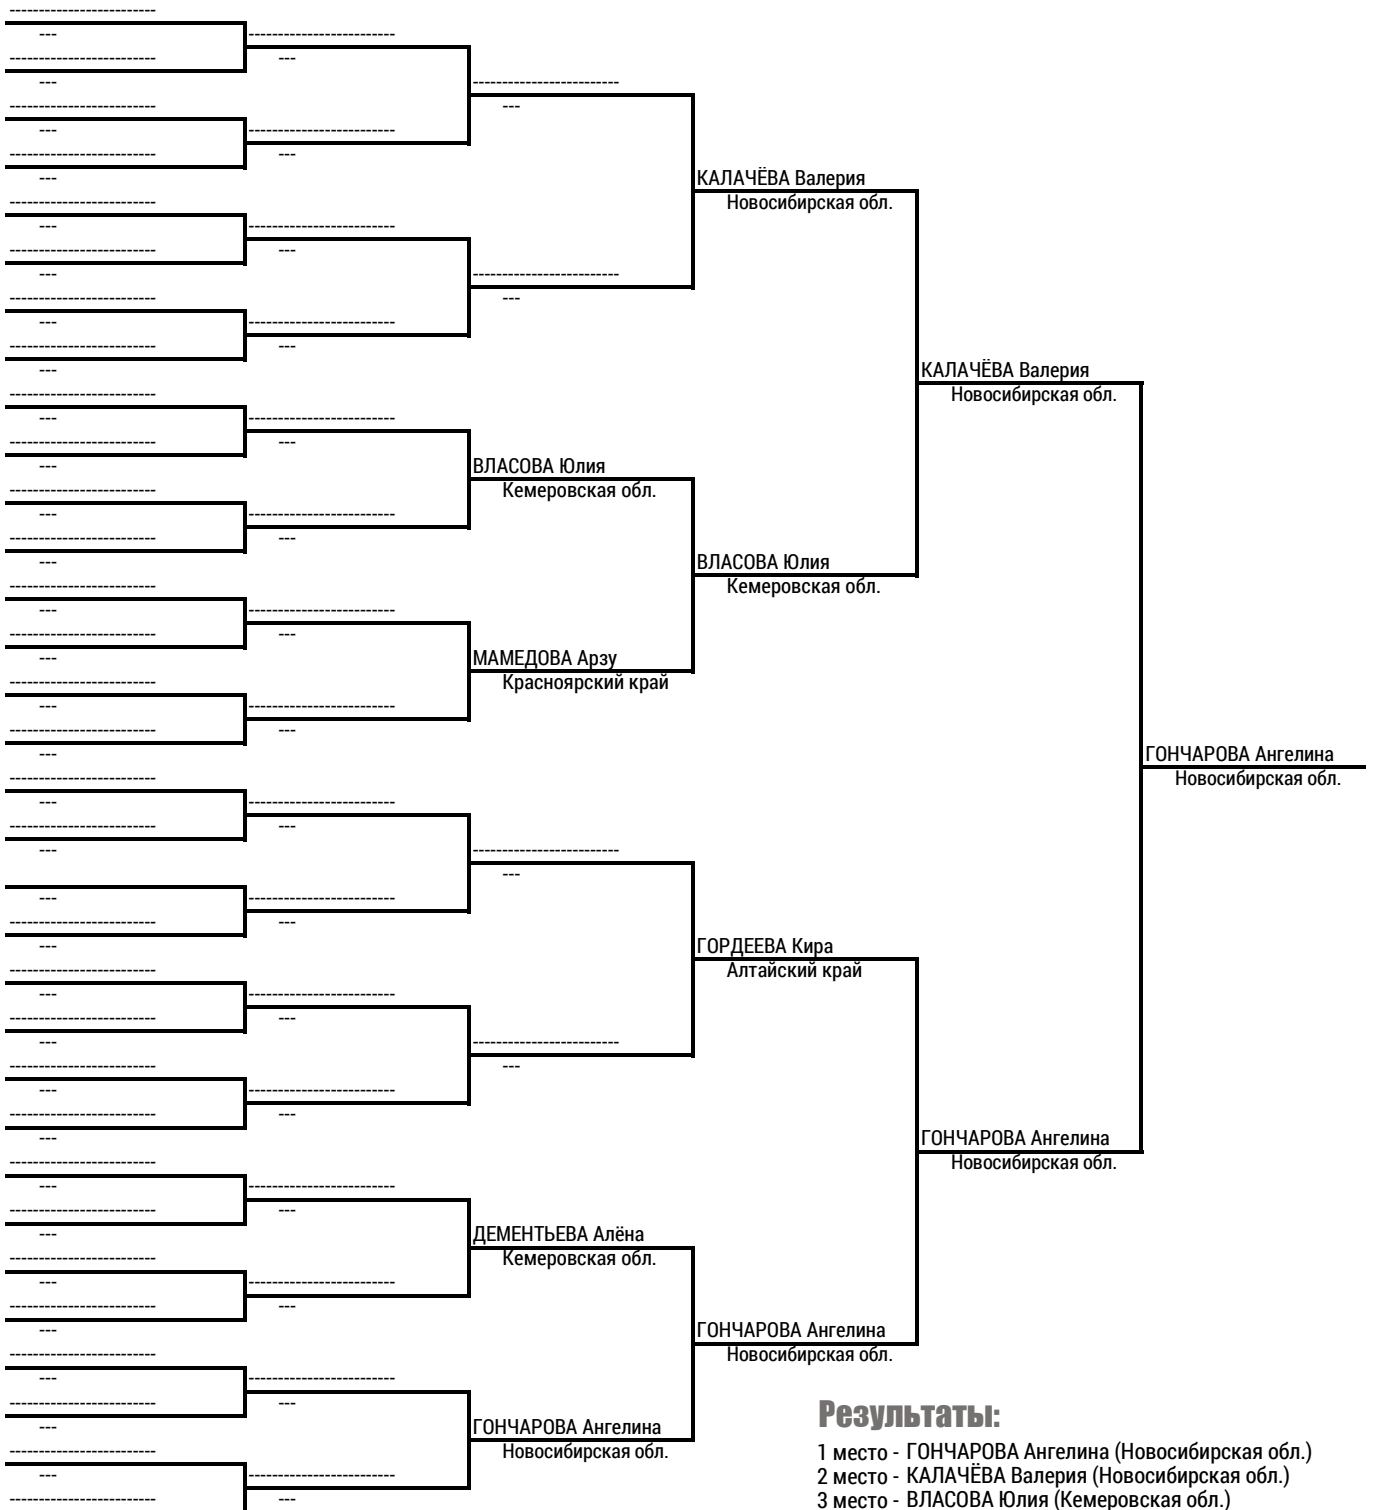 КАЛАЧЁВА Валерия
Новосибирская обл.
КАЛАЧЁВА Валерия
Новосибирская обл.
ВЛАСОВА Юлия
Кемеровская обл.
ВЛАСОВА Юлия
Кемеровская обл.
МАМЕДОВА Арзу
Красноярский край
ГОНЧАРОВА Ангелина
Новосибирская обл.
ГОРДЕЕВА Кира
Алтайский край
ГОНЧАРОВА Ангелина
Новосибирская обл.
ДЕМЕНТЬЕВА Алёна
Кемеровская обл.
ГОНЧАРОВА Ангелина
Новосибирская обл.
ГОНЧАРОВА Ангелина
Новосибирская обл.
Результаты:
1 место - ГОНЧАРОВА Ангелина (Новосибирская обл.)
2 место - КАЛАЧЁВА Валерия (Новосибирская обл.)
3 место - ВЛАСОВА Юлия (Кемеровская обл.)